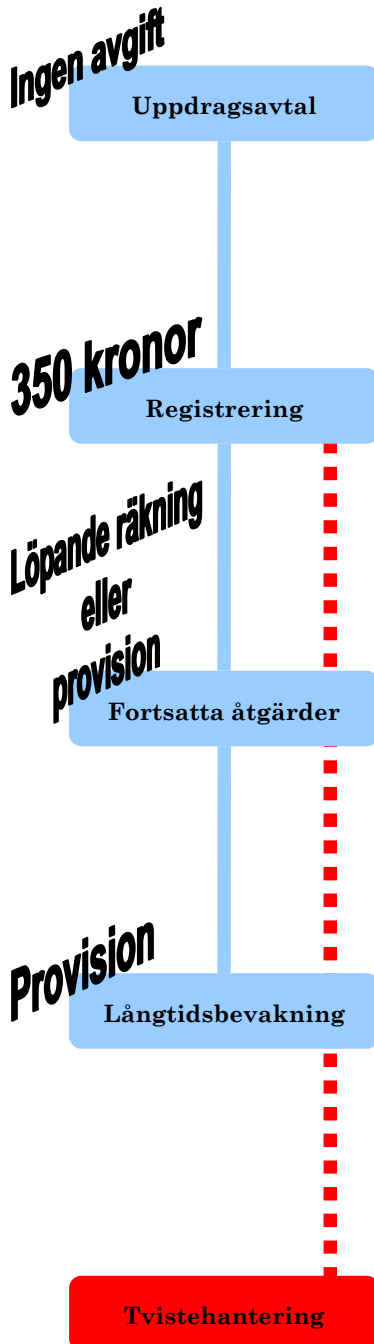 Ingen avgift
Uppdragsavtal
350 kronor
Registrering
Löpande räkning
eller
provision
Fortsatta åtgärder
Provision
Långtidsbevakning
Tvistehantering